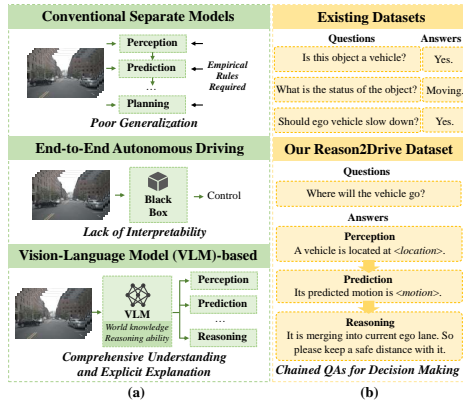 Conventional Separate Models
Perception
Prediction
...
Planning
Empirical
Rules
Required
Poor Generalization
End-to-End Autonomous Driving
Black
Box
Control
Lack of Interpretability
Vision-Language Model (VLM)-based
VLM
World knowledge
Reasoning ability
Perception
Prediction
...
Reasoning
Comprehensive Understanding
and Explicit Explanation
(a)
Existing Datasets
Questions Answers
Is this object a vehicle? Yes.
What is the status of the object? Moving.
Should ego vehicle slow down? Yes.
Our Reason2Drive Dataset
Questions
Where will the vehicle go?
Answers
Perception
A vehicle is located at <location>.
Prediction
Its predicted motion is <motion>.
Reasoning
It is merging into current ego lane. So
please keep a safe distance with it.
Chained QAs for Decision Making
(b)